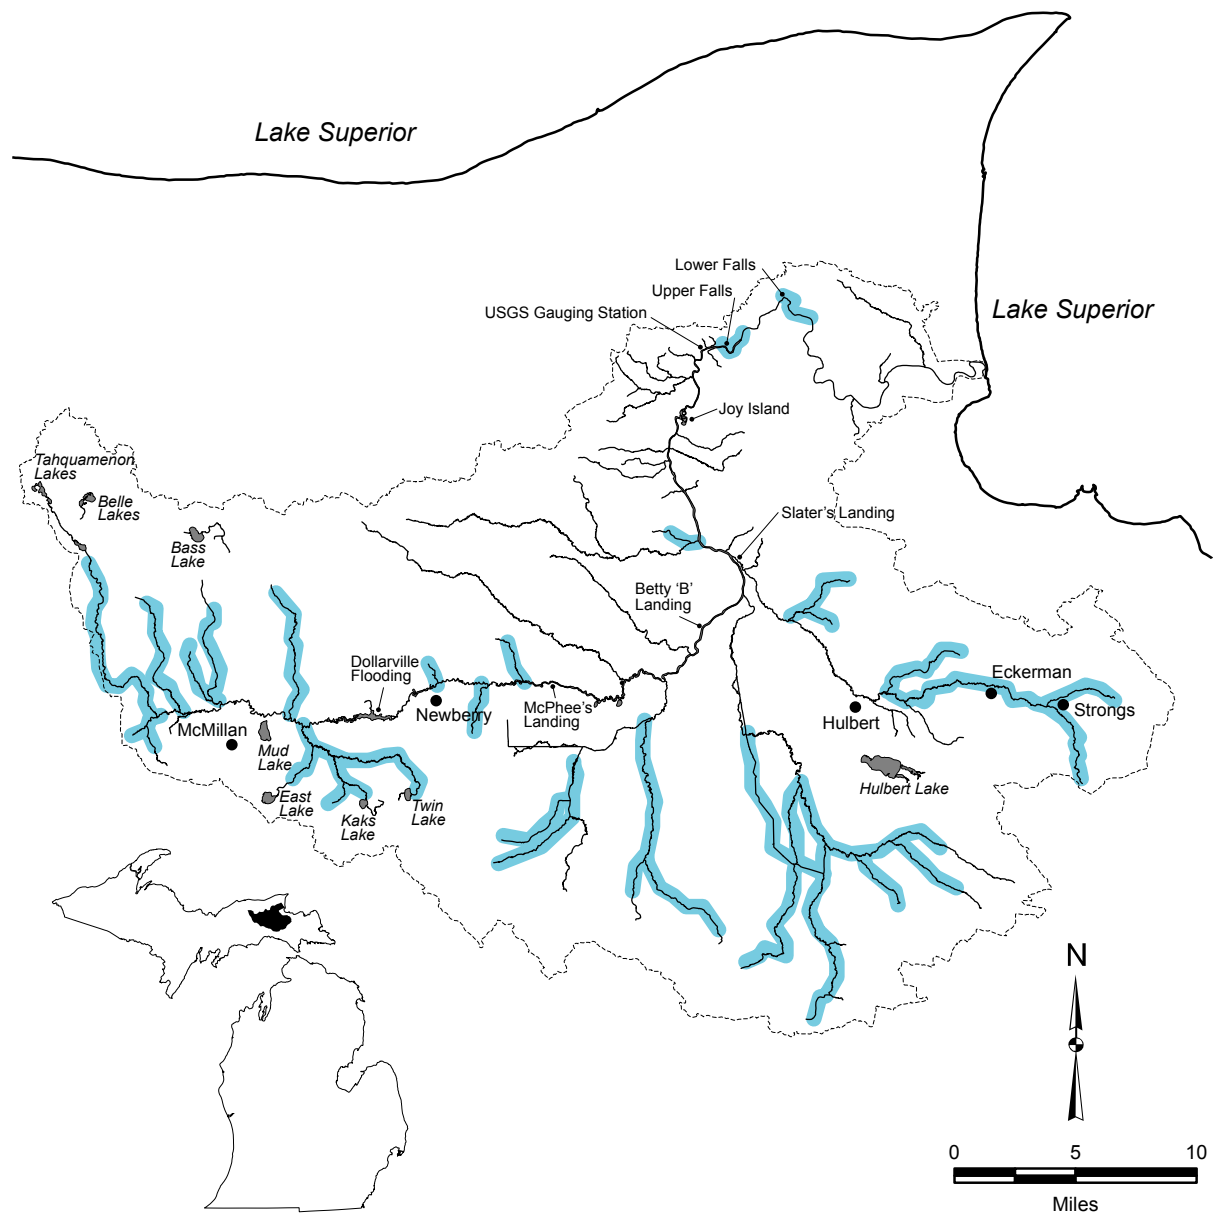 Lake Superior
Lower Falls
Upper Falls
Lake Superior
USGS Gauging Station
Joy Island
Tahquamenon
Lakes
Belle
Lakes
Slater's Landing
Bass
Lake
Betty 'B'
Landing
Dollarville
Flooding
Eckerman
McPhee's
Landing
Newberry
Strongs
Hulbert
McMillan
Mud
Lake
Hulbert Lake
East
Lake
Kaks
Lake
Twin
Lake
N
0 5 10
Miles